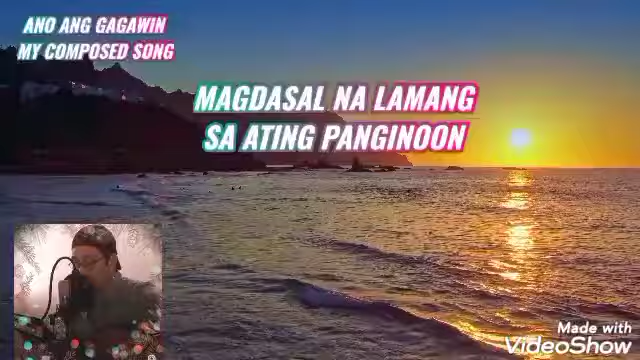 ANO ANG GAGAWIN
MY COMPOSED SONG
MAGDASAL NA LAMANG
SA ATING PANGINOON
Made with
VideoShow